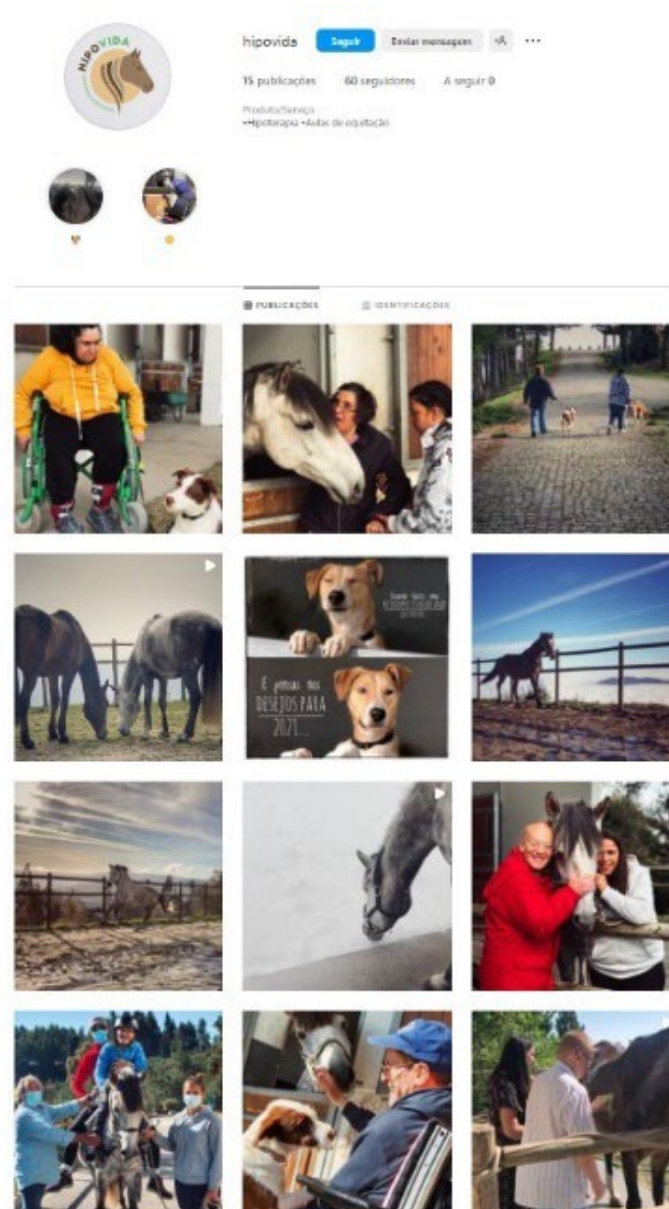 HIPOVIDA
hipovida Seguir Enviar mensagem
15 publicações 60 seguidores A seguir 0
Produto/Serviço
•Hipoterapia •Aulas de equitação
PUBLICAÇÕES IDENTIFICAÇÕES
E pensas nos
DESEJOS PARA
2021...